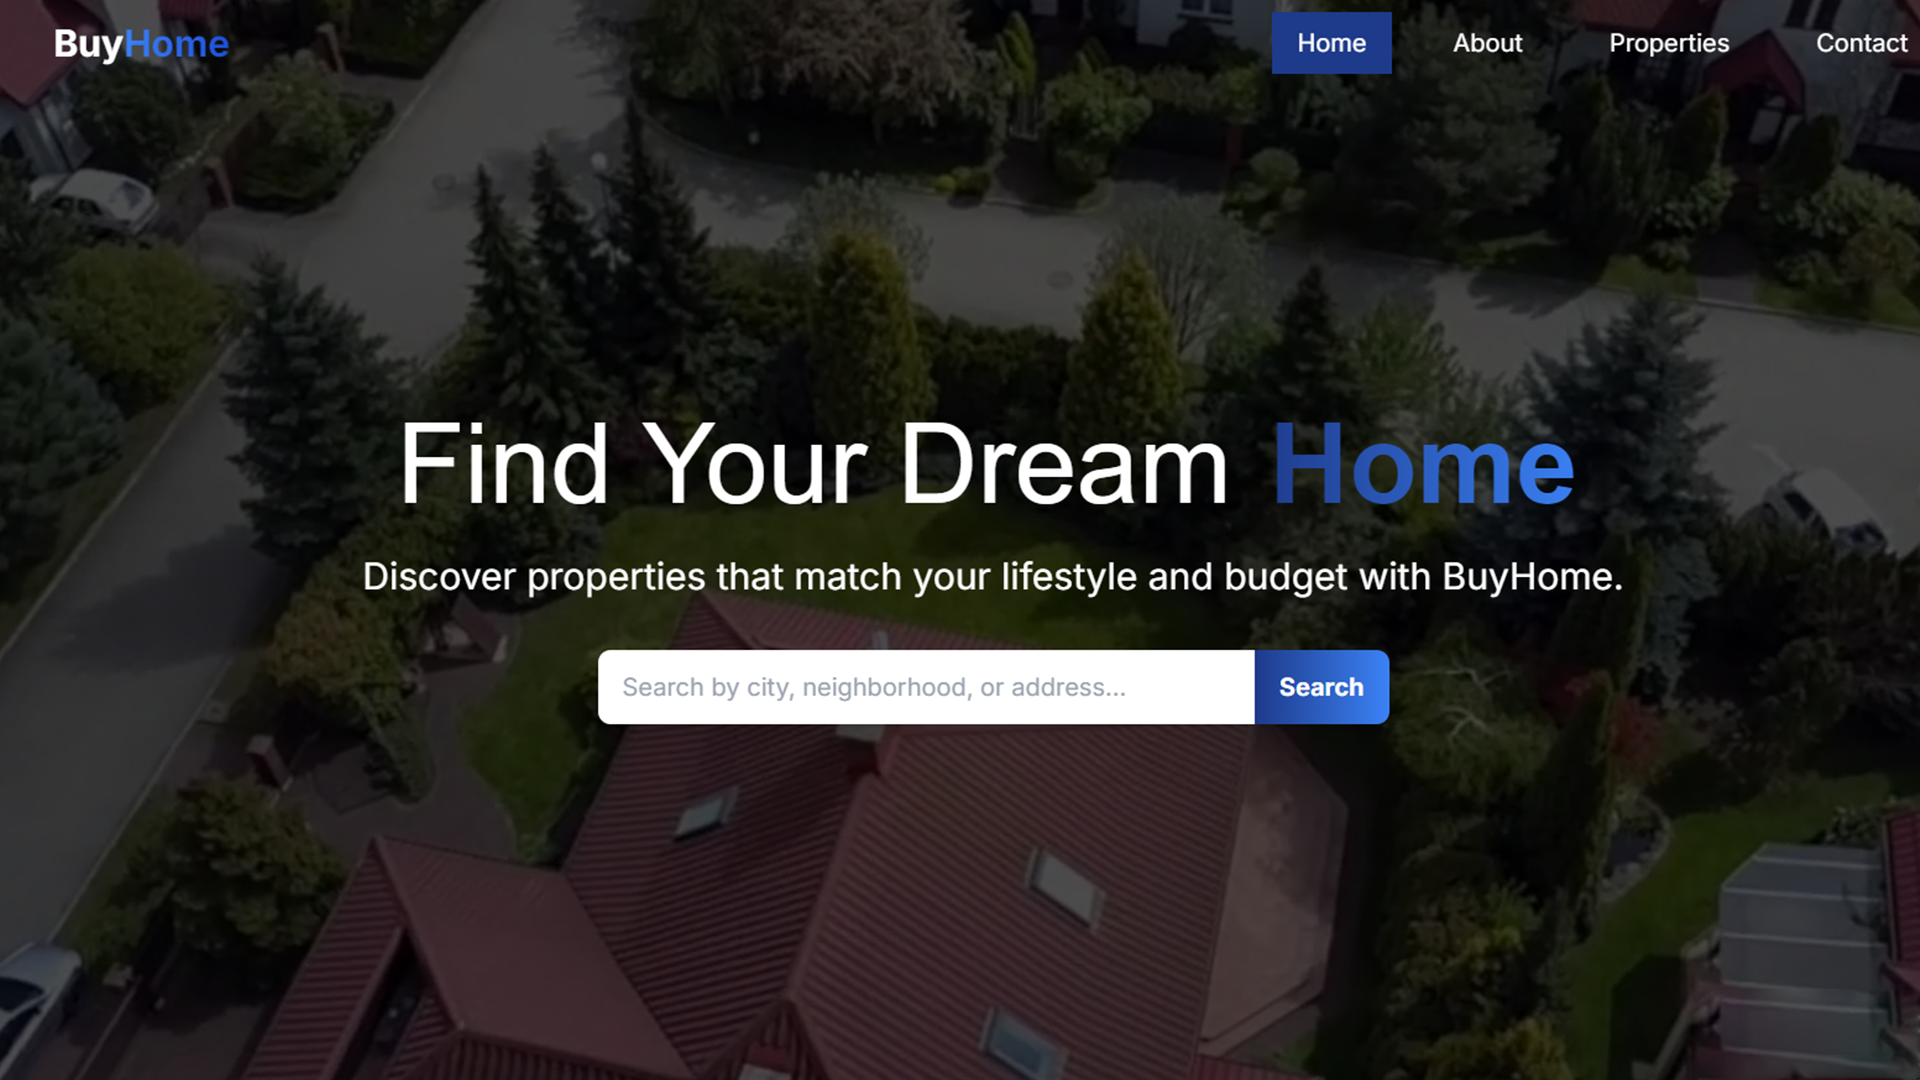 BuyHome
Home About Properties Contact
Find Your Dream Home
Discover properties that match your lifestyle and budget with BuyHome.
Search by city, neighborhood, or address... Search